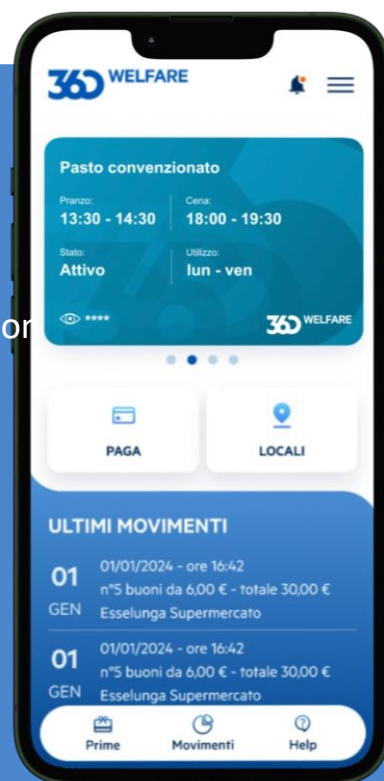 360 WELFARE
Pasto convenzionato
Pranzo: Cena:
13:30 - 14:30 18:00 - 19:30
Stato: Utilizzo:
Attivo lun - ven
**** 360 WELFARE
or
PAGA LOCALI
ULTIMI MOVIMENTI
01 GEN
01/01/2024 - ore 16:42
n°5 buoni da 6,00 € - totale 30,00 €
Esselunga Supermercato
01 GEN
01/01/2024 - ore 16:42
n°5 buoni da 6,00 € - totale 30,00 €
Esselunga Supermercato
Prime Movimenti Help